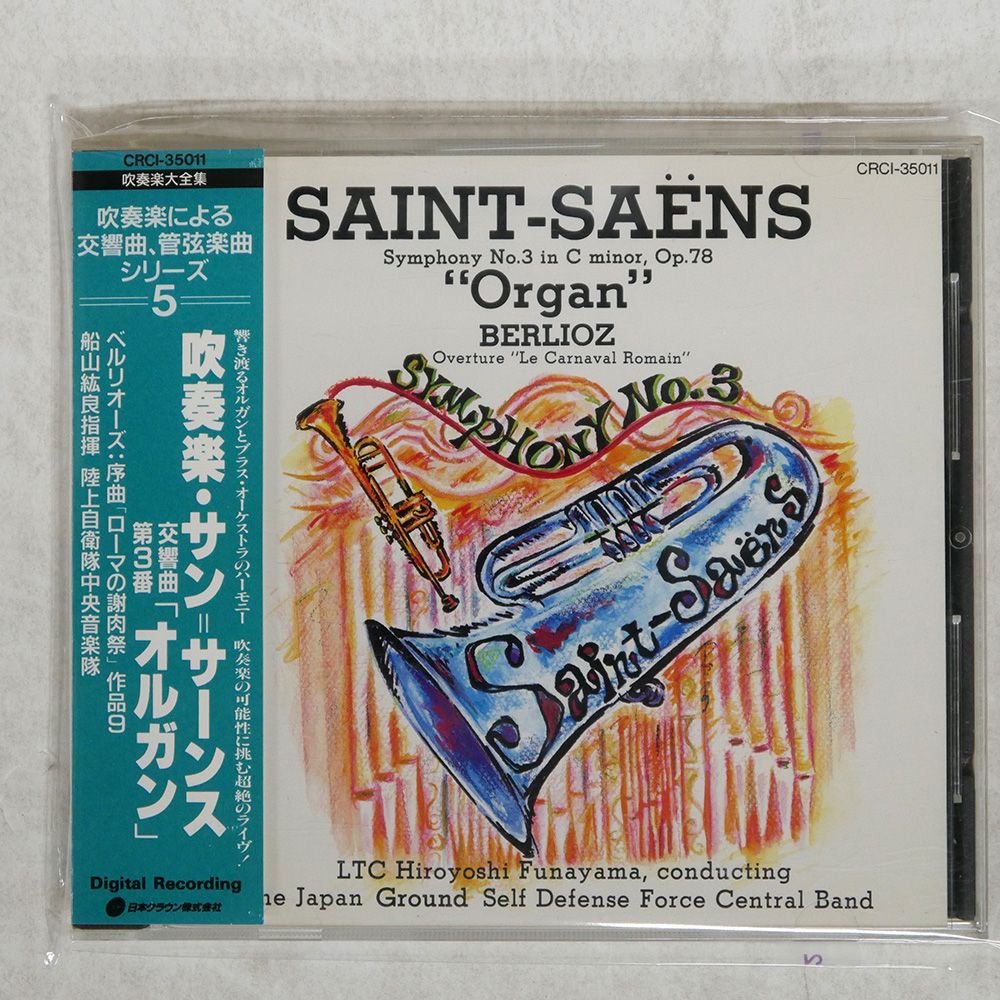 CRCI-35011
吹奏楽大全集
吹奏楽による
交響曲、管弦楽曲
シリーズ
5
響き渡るオルガンとブラス・オーケストラのハーモニー 吹奏楽の可能性に挑む超絶のライヴ!
吹奏楽・サン=サーンス
交響曲
第3番
「オルガン」
ベルリオーズ:序曲「ローマの謝肉祭」作品9
船山紘良指揮 陸上自衛隊中央音楽隊
Digital Recording
日本クラウン株式会社
CRCI-35011
SAINT-SAËNS
Symphony No.3 in C minor, Op.78
“Organ”
BERLIOZ
Overture "Le Carnaval Romain"
SYMPHONY No.3
Saint-Saëns
LTC Hiroyoshi Funayama, conducting
ne Japan Ground Self Defense Force Central Band